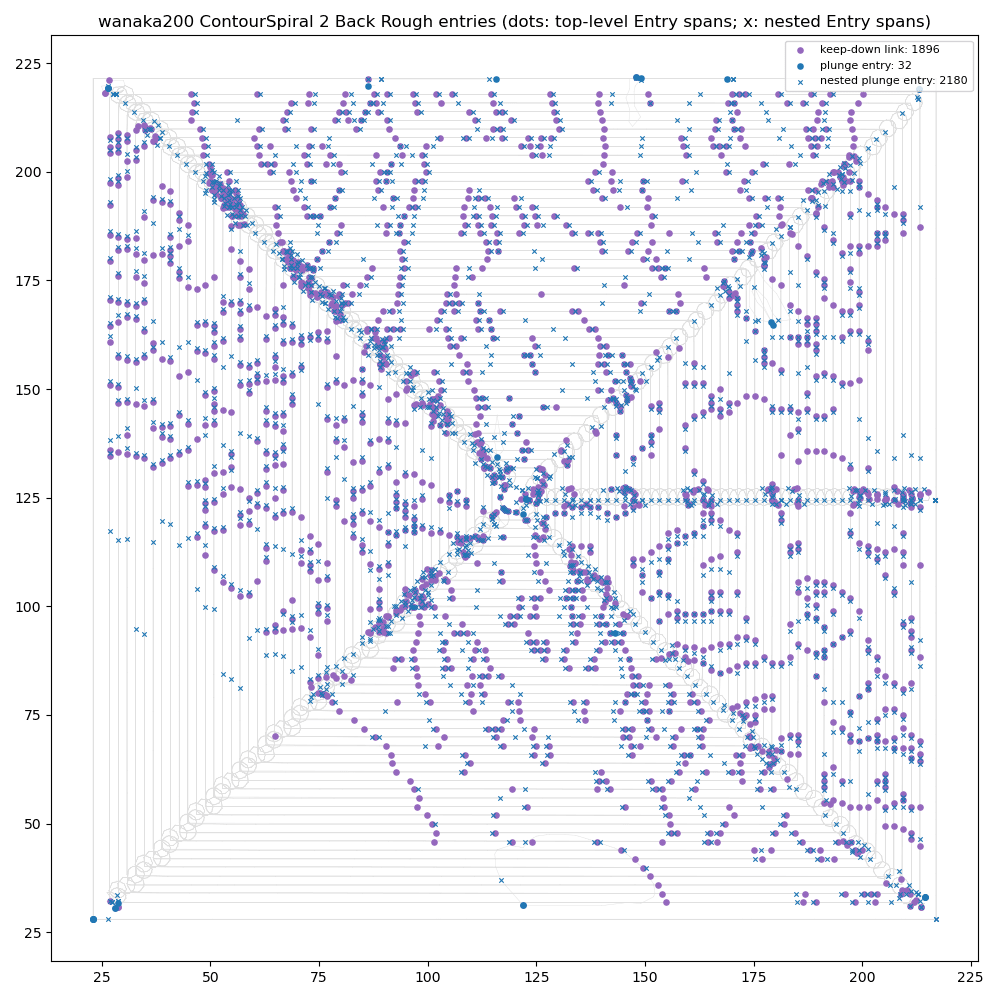 wanaka200 ContourSpiral 2 Back Rough entries (dots: top-level Entry spans; x: nested Entry spans)
keep-down link: 1896
plunge entry: 32
nested plunge entry: 2180
225
200
175
150
125
100
75
50
25
25 50 75 100 125 150 175 200 225